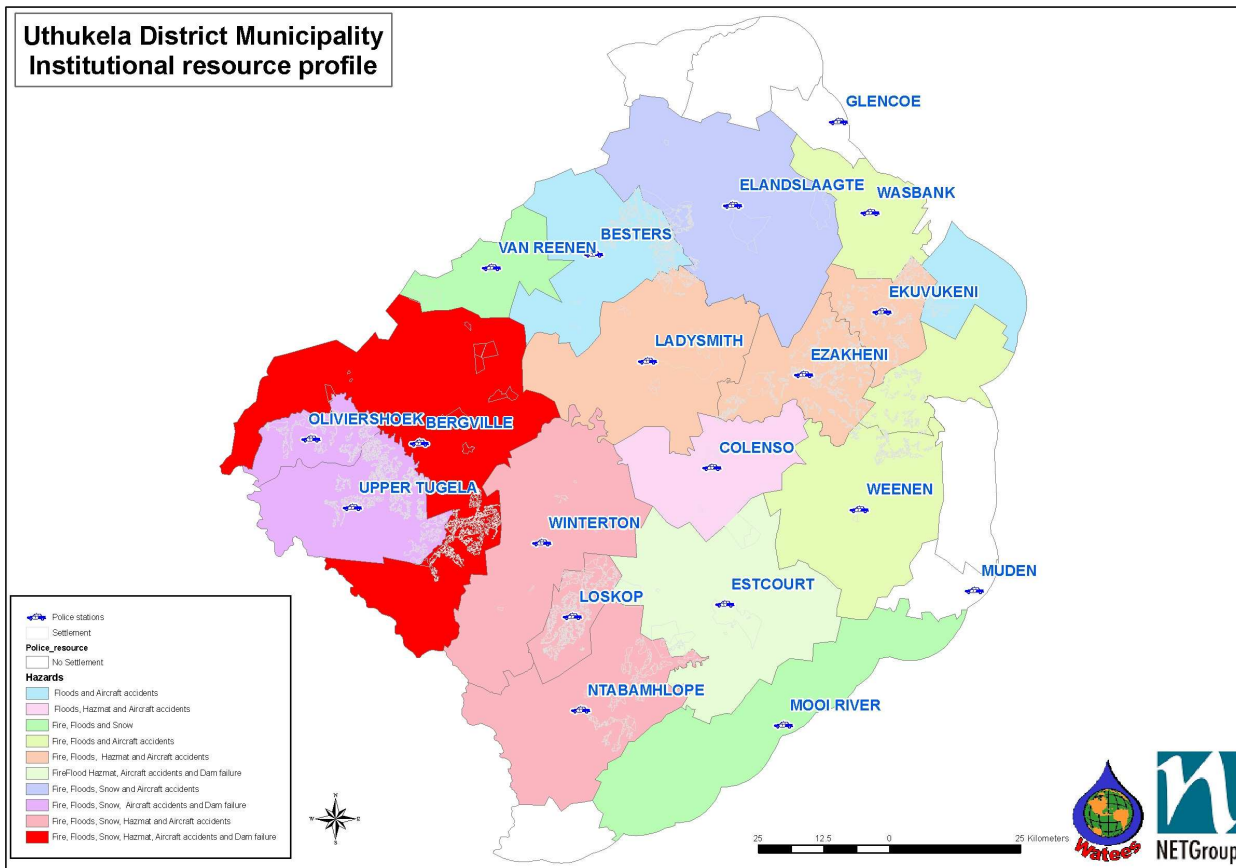 Uthukela District Municipality
Institutional resource profile
GLENCOE
ELANDSLAAGTE
WASBANK
BESTERS
VAN REENEN
EKUVUKENI
LADYSMITH
EZAKHENI
OLIVIERSHOEK
BERGVILLE
COLENSO
UPPER TUGELA
WEENEN
WINTERTON
MUDEN
LOSKOP
ESTCOURT
NTABAMHLOPE
MOOI RIVER
Police stations
Settlement
Police_resource
No Settlement
Hazards
Floods and Aircraft accidents
Floods, Hazmat and Aircraft accidents
Fire, Floods and Snow
Fire, Floods and Aircraft accidents
Fire, Floods, Hazmat and Aircraft accidents
FireFlood Hazmat, Aircraft accidents and Dam failure
Fire, Floods, Snow and Aircraft accidents
Fire, Floods, Snow, Aircraft accidents and Dam failure
Fire, Floods, Snow, Hazmat and Aircraft accidents
Fire, Floods, Snow, Hazmat, Aircraft accidents and Dam failure
N
W E
S
25 12.5 0 25 Kilometers
Watees
NETGroup